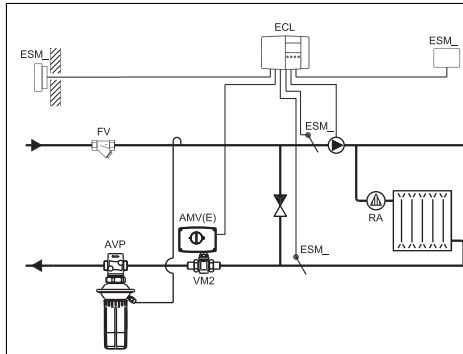 ECL
ESM_
ESM_
FV
ESM_
AMV(E)
RA
AVP
ESM_
VM2